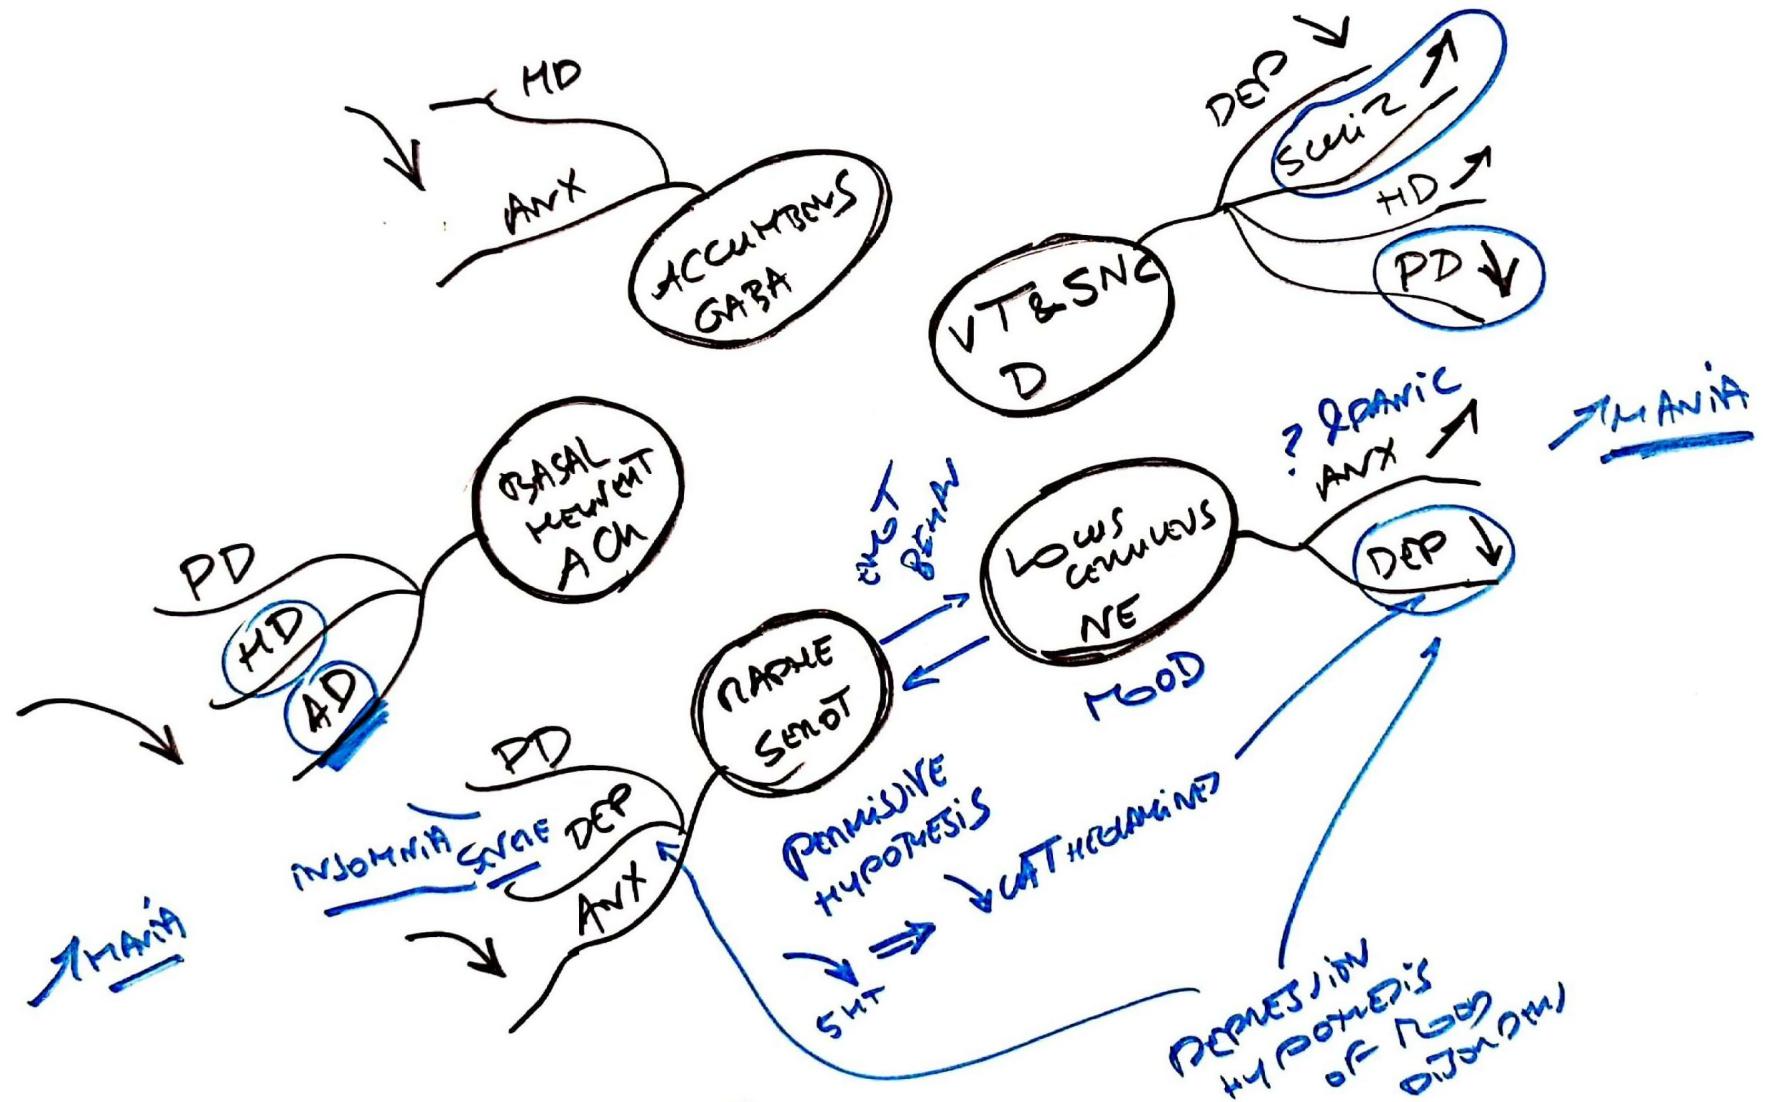 HD
ANX
ACCUMBENS
GABA
DEP
SCHIZ
HD
PD
VT & SNC
D
MANIA
? & PANIC
ANX
DEP
LOCUS
CERULEUS
NE
MOOD
EMOT
BEHAV
BASAL
MEYNERT
ACh
PD
HD
AD
RAPHE
SEROT
PD
DEP
ANX
INSOMNIA
MANIA
PERMISSIVE
HYPOTHESIS
5HT
⇒ ↘ CATHECOLAMINES
DEPRESSION
HYPOTHESIS
OF MOOD
DISORDERS